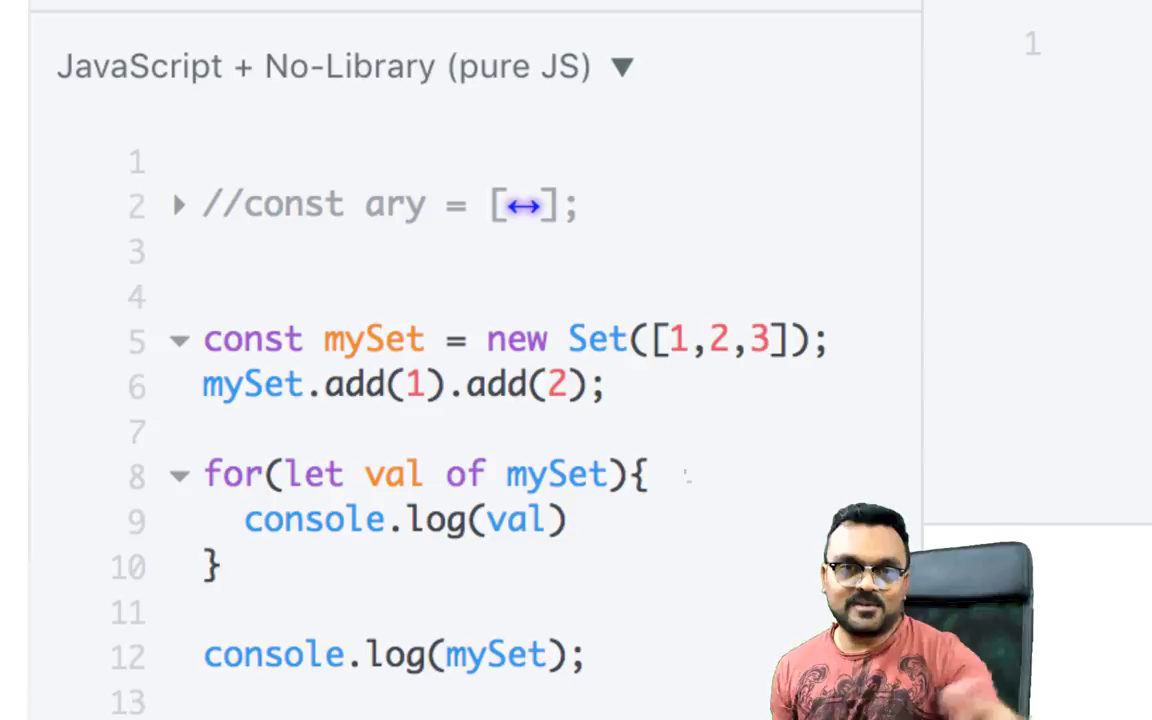 JavaScript + No-Library (pure JS) ▼
1
1
2 //const ary = [↔];
3
4
5 const mySet = new Set([1,2,3]);
6 mySet.add(1).add(2);
7
8 for(let val of mySet){
9 console.log(val)
10 }
11
12 console.log(mySet);
13